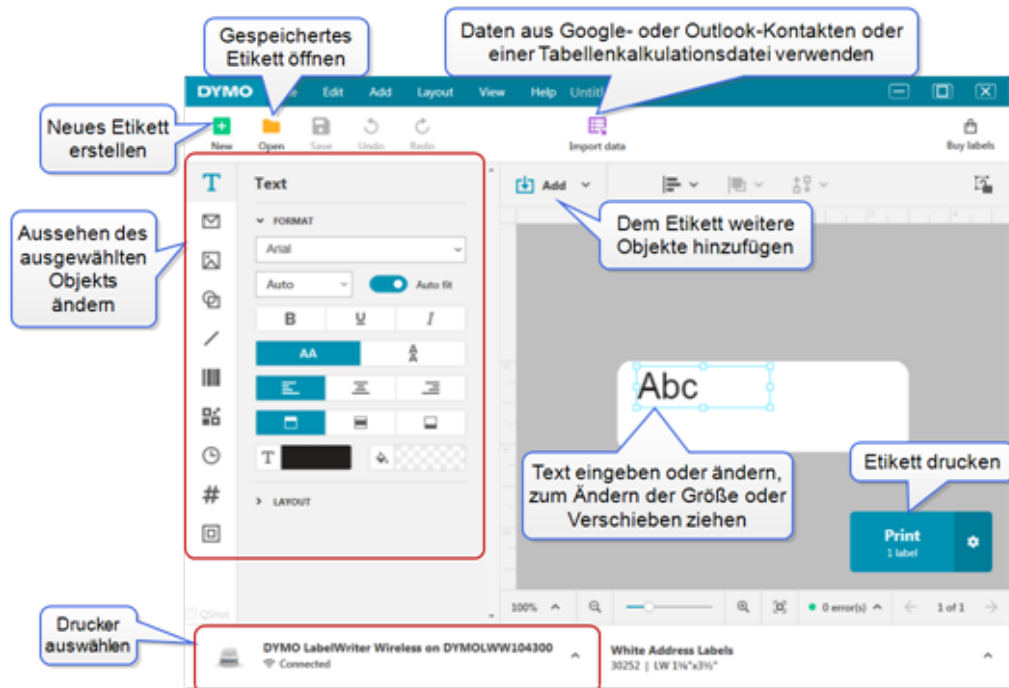 Gespeichertes
Etikett öffnen
Daten aus Google- oder Outlook-Kontakten oder
einer Tabellenkalkulationsdatei verwenden
DYMO Edit Add Layout View Help
Neues Etikett
erstellen
New Open Save Undo Redo Import data Buy labels
T Text
Add
FORMAT
Dem Etikett weitere
Objekte hinzufügen
Aussehen des
ausgewählten
Objekts
ändern
Arial
Auto Auto fit
B U I
AA
Abc
T
Text eingeben oder ändern,
zum Ändern der Größe oder
Verschieben ziehen
Etikett drucken
# LAYOUT
Print
1 label
QShot
100% 0 error(s) 1 of 1
Drucker
auswählen
DYMO LabelWriter Wireless on DYMOLWW104300
Connected
White Address Labels
30252 | LW 1⅛"x3½"